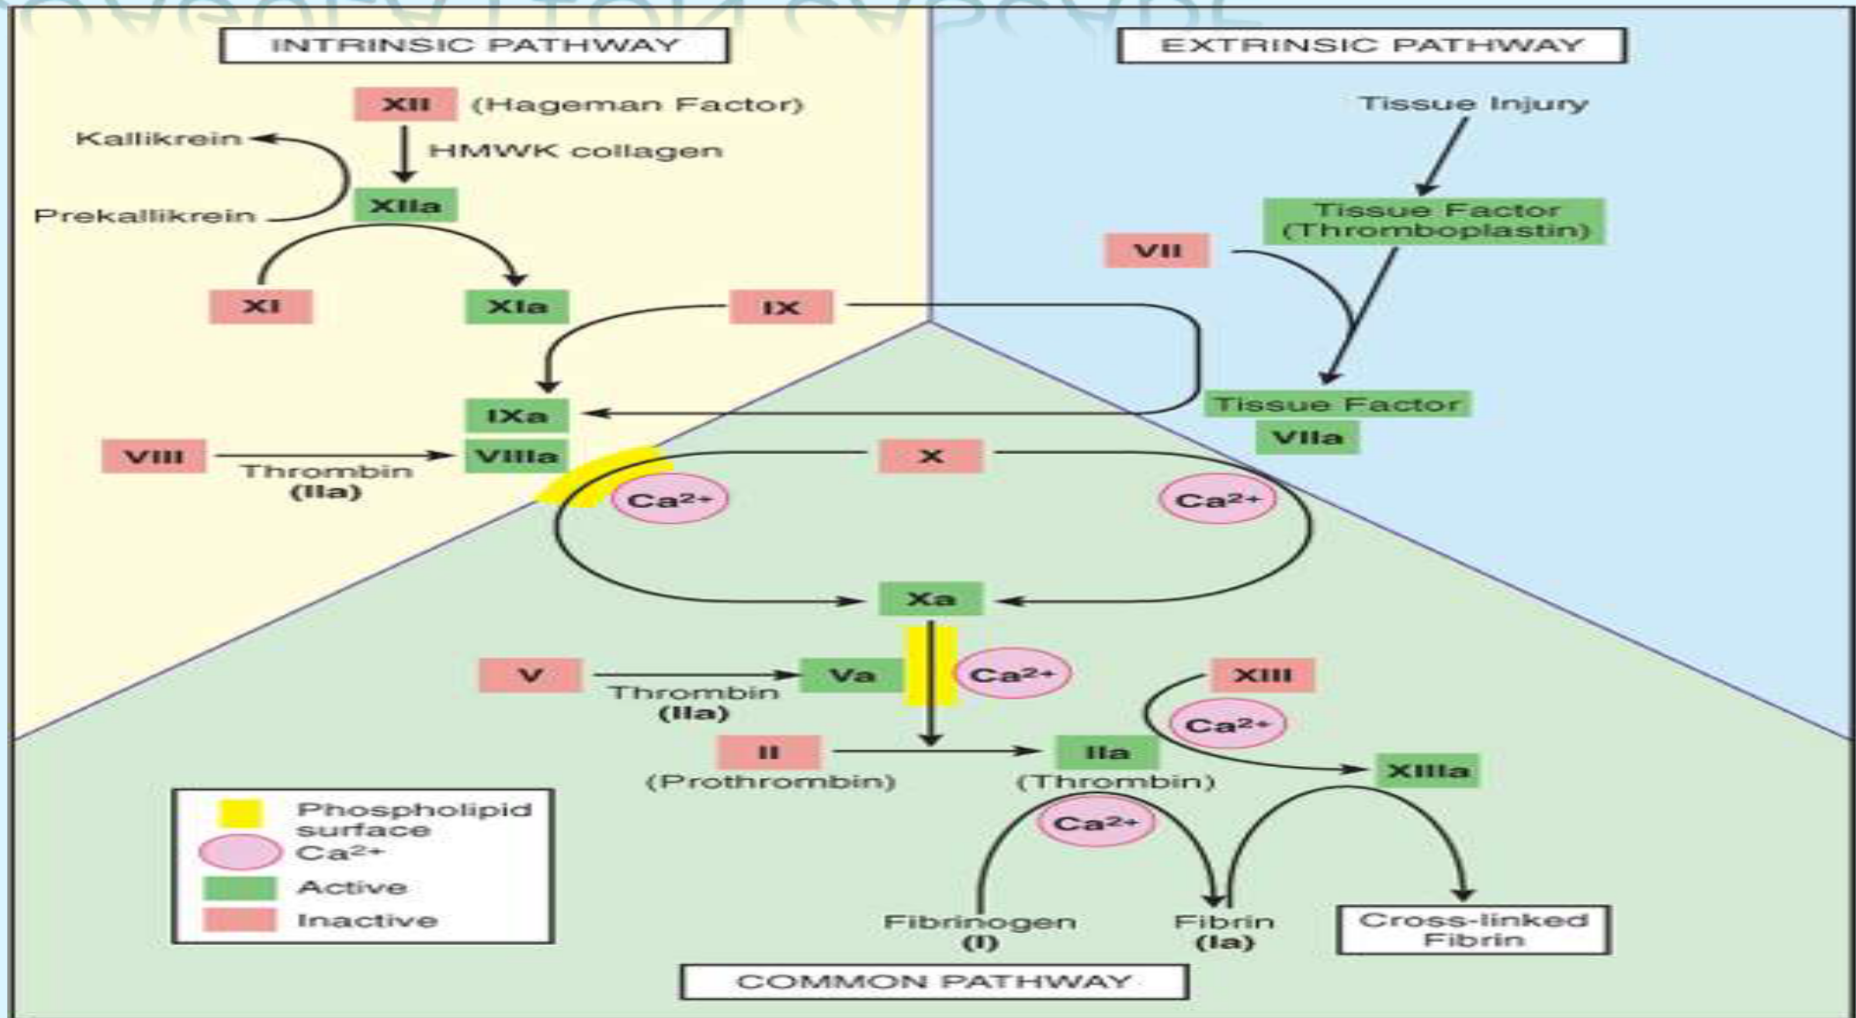 COAGULATION CASCADE
INTRINSIC PATHWAY
EXTRINSIC PATHWAY
XII (Hageman Factor)
Tissue Injury
Kallikrein
HMWK collagen
XIIa
Prekallikrein
Tissue Factor
(Thromboplastin)
VII
XI
XIa
IX
IXa
Tissue Factor
VIIa
VIII
Thrombin
(IIa)
VIIIa
X
Ca²⁺
Ca²⁺
Xa
V
Thrombin
(IIa)
Va
Ca²⁺
XIII
Ca²⁺
II
(Prothrombin)
IIa
(Thrombin)
XIIIa
Ca²⁺
Phospholipid
surface
Ca²⁺
Active
Inactive
Fibrinogen
(I)
Fibrin
(Ia)
Cross-linked
Fibrin
COMMON PATHWAY